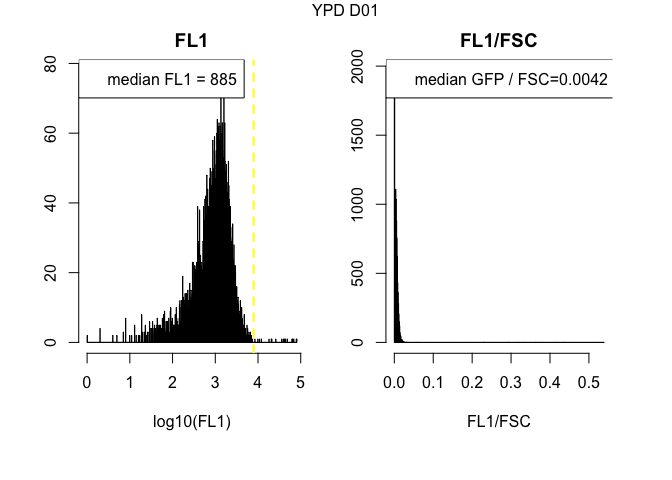 YPD D01
FL1
median FL1 = 885
0 20 40 60 80
0 1 2 3 4 5
log10(FL1)
FL1/FSC
median GFP / FSC=0.0042
0 500 1000 1500 2000
0.0 0.1 0.2 0.3 0.4 0.5
FL1/FSC